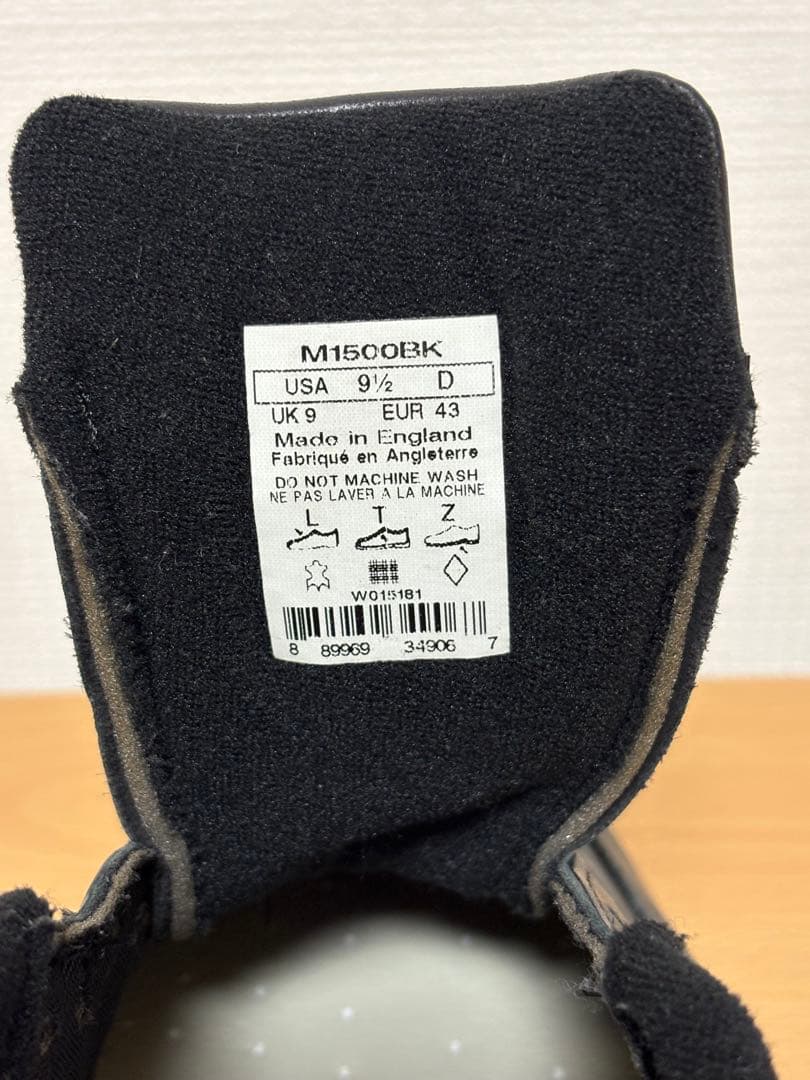 M1500BK
USA 9½ D
UK 9 EUR 43
Made in England
Fabriqué en Angleterre
DO NOT MACHINE WASH
NE PAS LAVER A LA MACHINE
L T Z
W015181
8 89969 34906 7